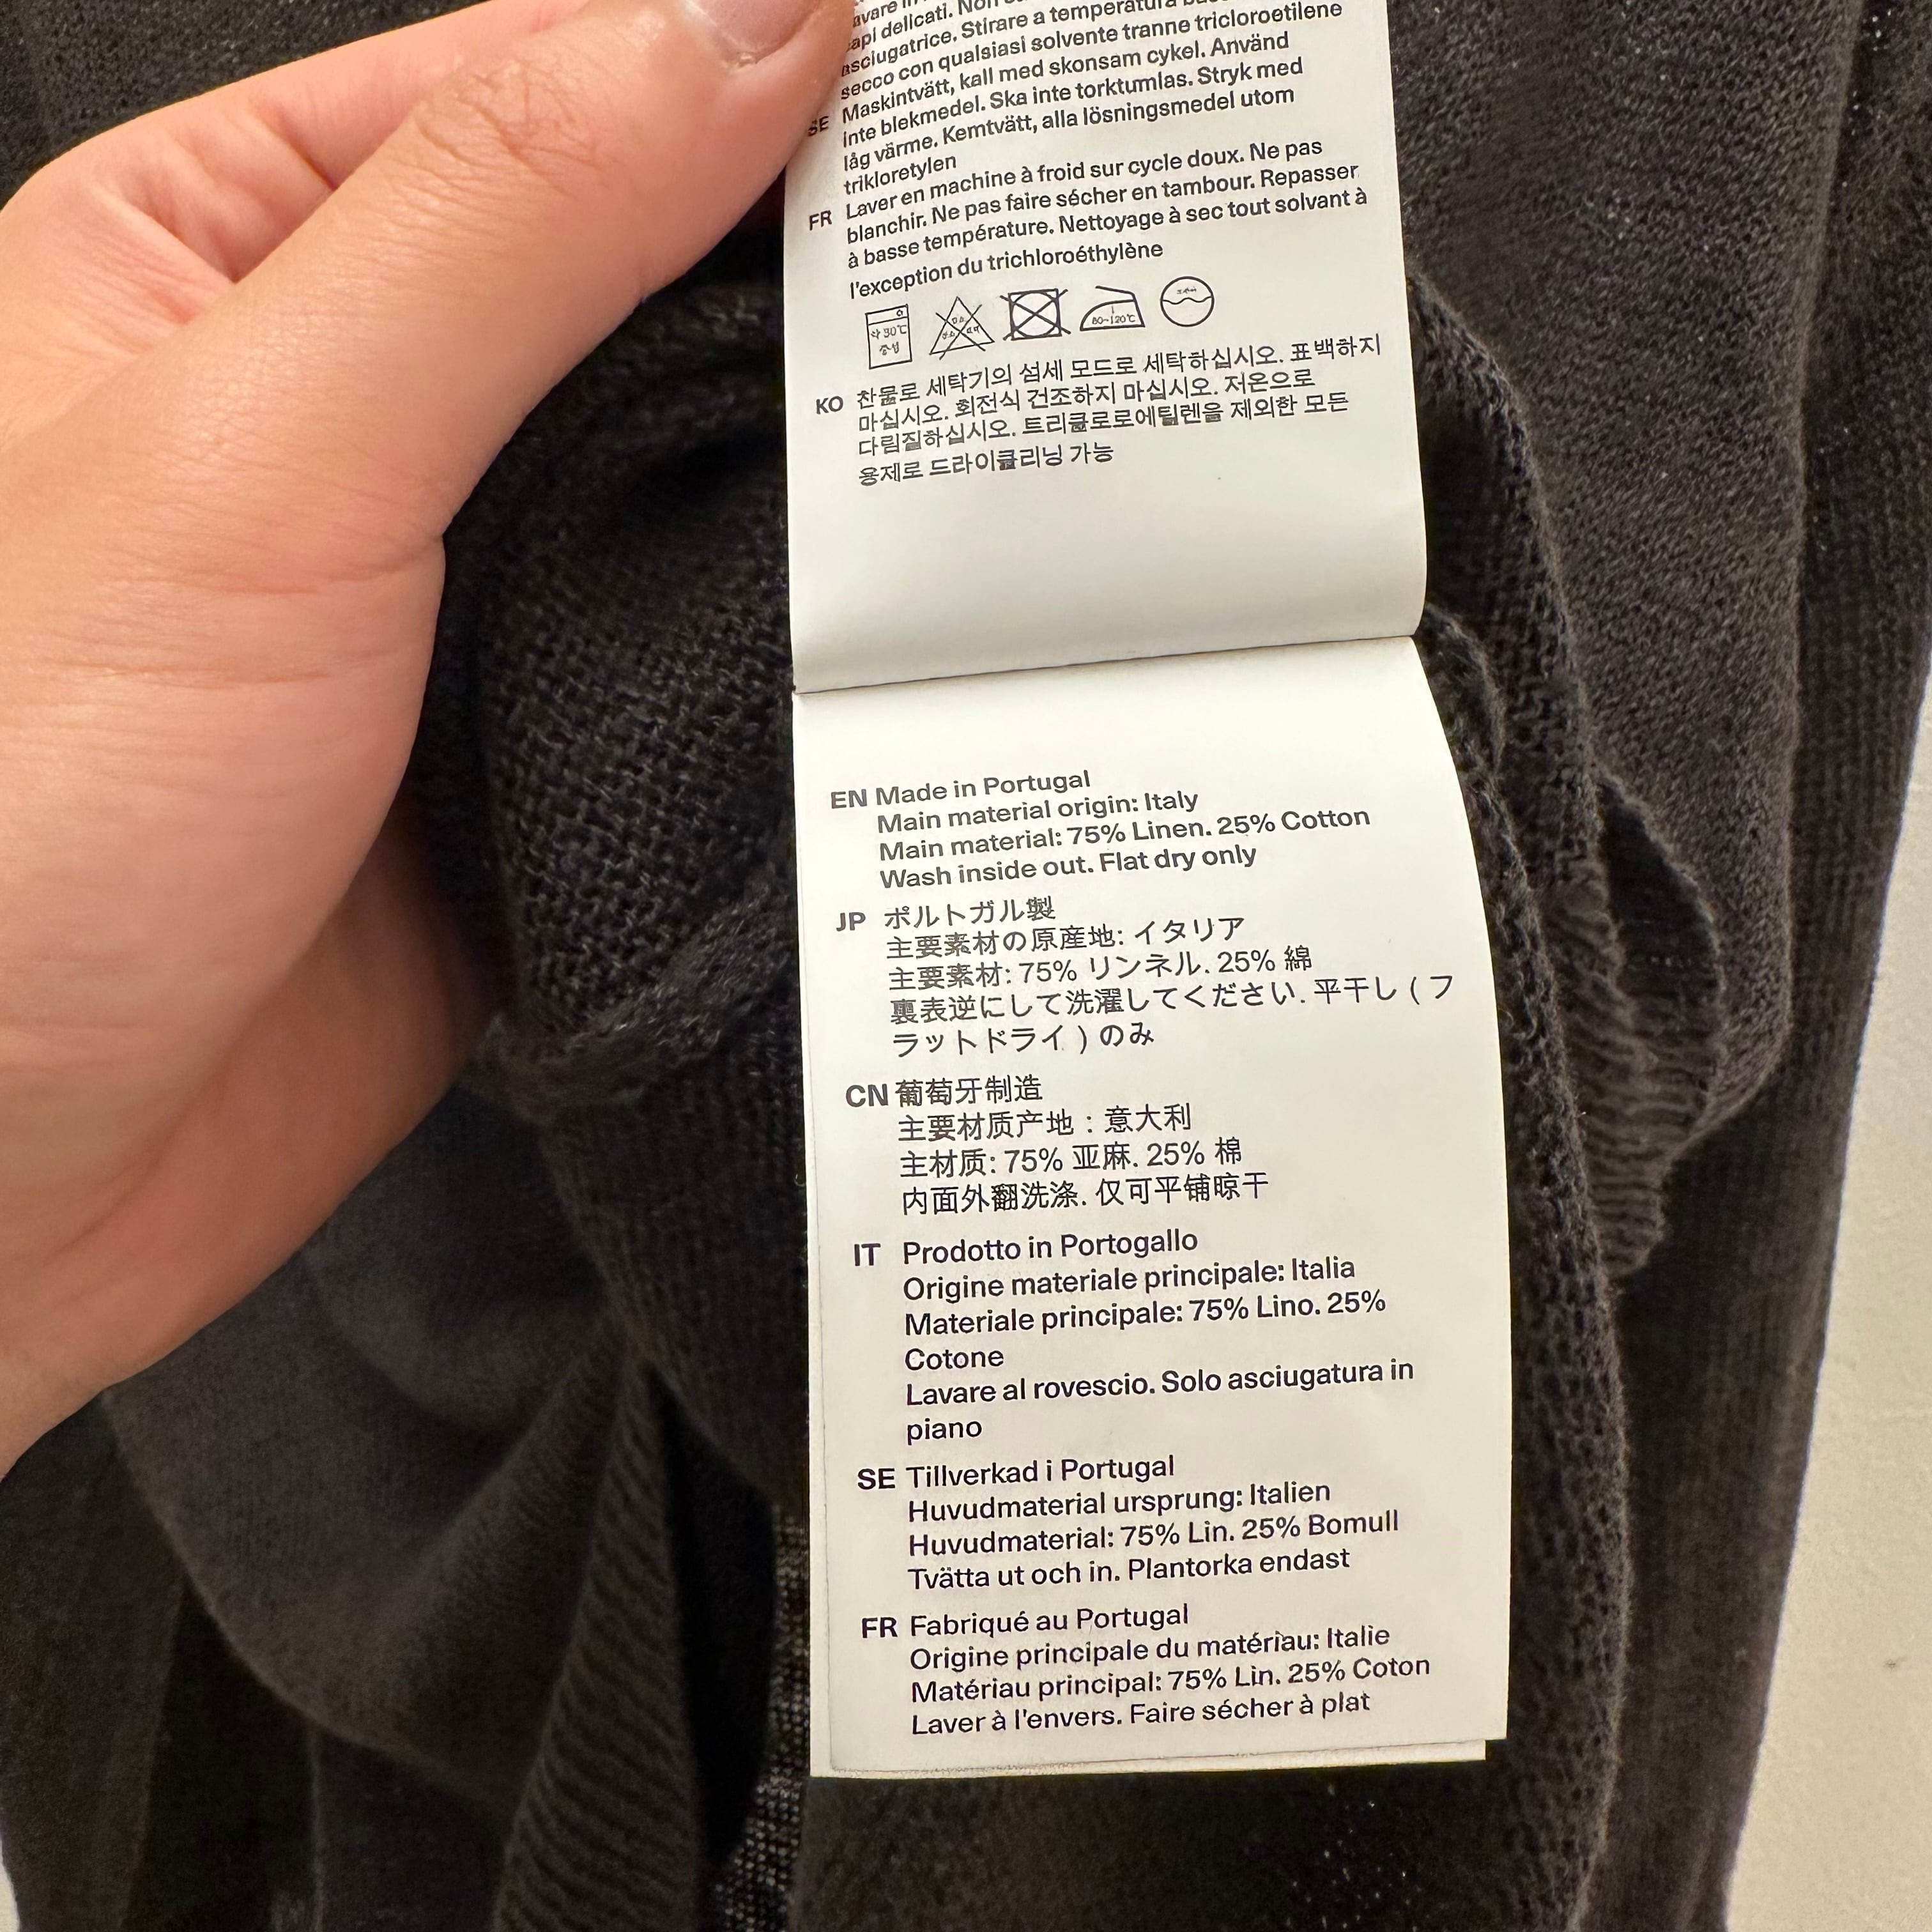 avare in
api delicati. Non
asciugatrice. Stirare a temperatura
secco con qualsiasi solvente tranne tricloroetilene
SE Maskintvätt, kall med skonsam cykel. Använd
inte blekmedel. Ska inte torktumlas. Stryk med
låg värme. Kemtvätt, alla lösningsmedel utom
trikloretylen
FR Laver en machine à froid sur cycle doux. Ne pas
blanchir. Ne pas faire sécher en tambour. Repasser
à basse température. Nettoyage à sec tout solvant à
l'exception du trichloroéthylène
약 30℃
중성
80~120℃
KO 찬물로 세탁기의 섬세 모드로 세탁하십시오. 표백하지
마십시오. 회전식 건조하지 마십시오. 저온으로
다림질하십시오. 트리클로로에틸렌을 제외한 모든
용제로 드라이클리닝 가능
EN Made in Portugal
Main material origin: Italy
Main material: 75% Linen. 25% Cotton
Wash inside out. Flat dry only
JP ポルトガル製
主要素材の原産地: イタリア
主要素材: 75% リンネル. 25% 綿
裏表逆にして洗濯してください. 平干し ( フ
ラットドライ ) のみ
CN 葡萄牙制造
主要材质产地 : 意大利
主材质: 75% 亚麻. 25% 棉
内面外翻洗涤. 仅可平铺晾干
IT Prodotto in Portogallo
Origine materiale principale: Italia
Materiale principale: 75% Lino. 25%
Cotone
Lavare al rovescio. Solo asciugatura in
piano
SE Tillverkad i Portugal
Huvudmaterial ursprung: Italien
Huvudmaterial: 75% Lin. 25% Bomull
Tvätta ut och in. Plantorka endast
FR Fabriqué au Portugal
Origine principale du matériau: Italie
Matériau principal: 75% Lin. 25% Coton
Laver à l'envers. Faire sécher à plat